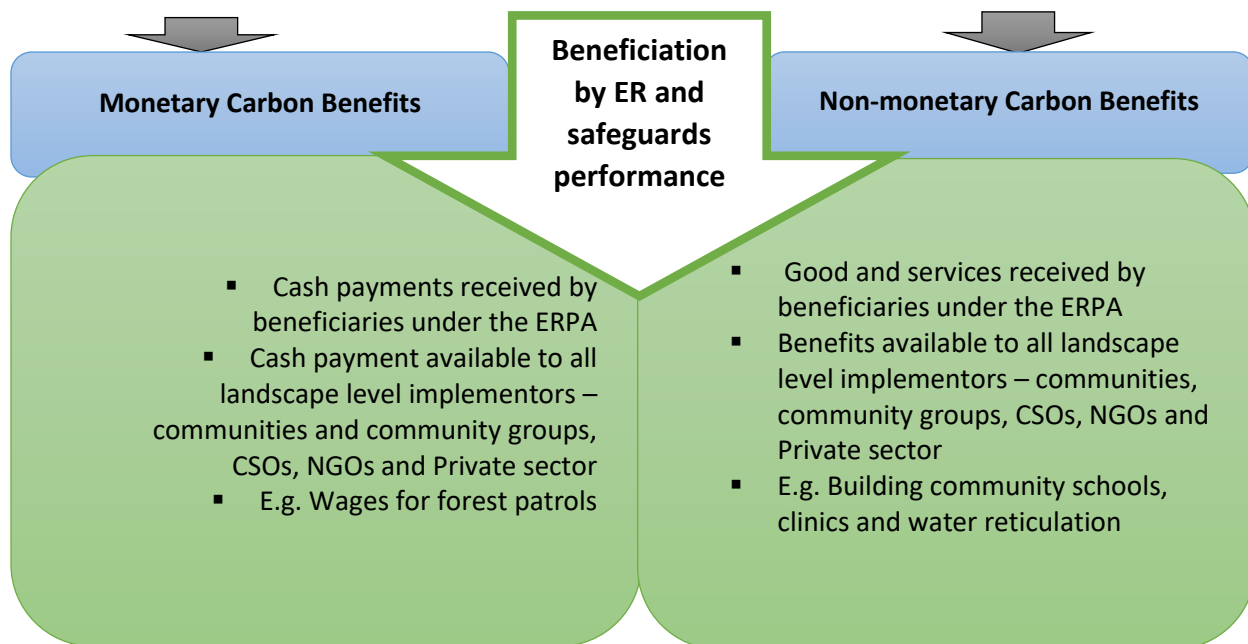 Monetary Carbon Benefits
Beneficiation
by ER and
safeguards
performance
Non-monetary Carbon Benefits
▪ Cash payments received by
beneficiaries under the ERPA
▪ Cash payment available to all
landscape level implementors –
communities and community groups,
CSOs, NGOs and Private sector
▪ E.g. Wages for forest patrols
▪ Good and services received by
beneficiaries under the ERPA
▪ Benefits available to all landscape
level implementors – communities,
community groups, CSOs, NGOs and
Private sector
▪ E.g. Building community schools,
clinics and water reticulation